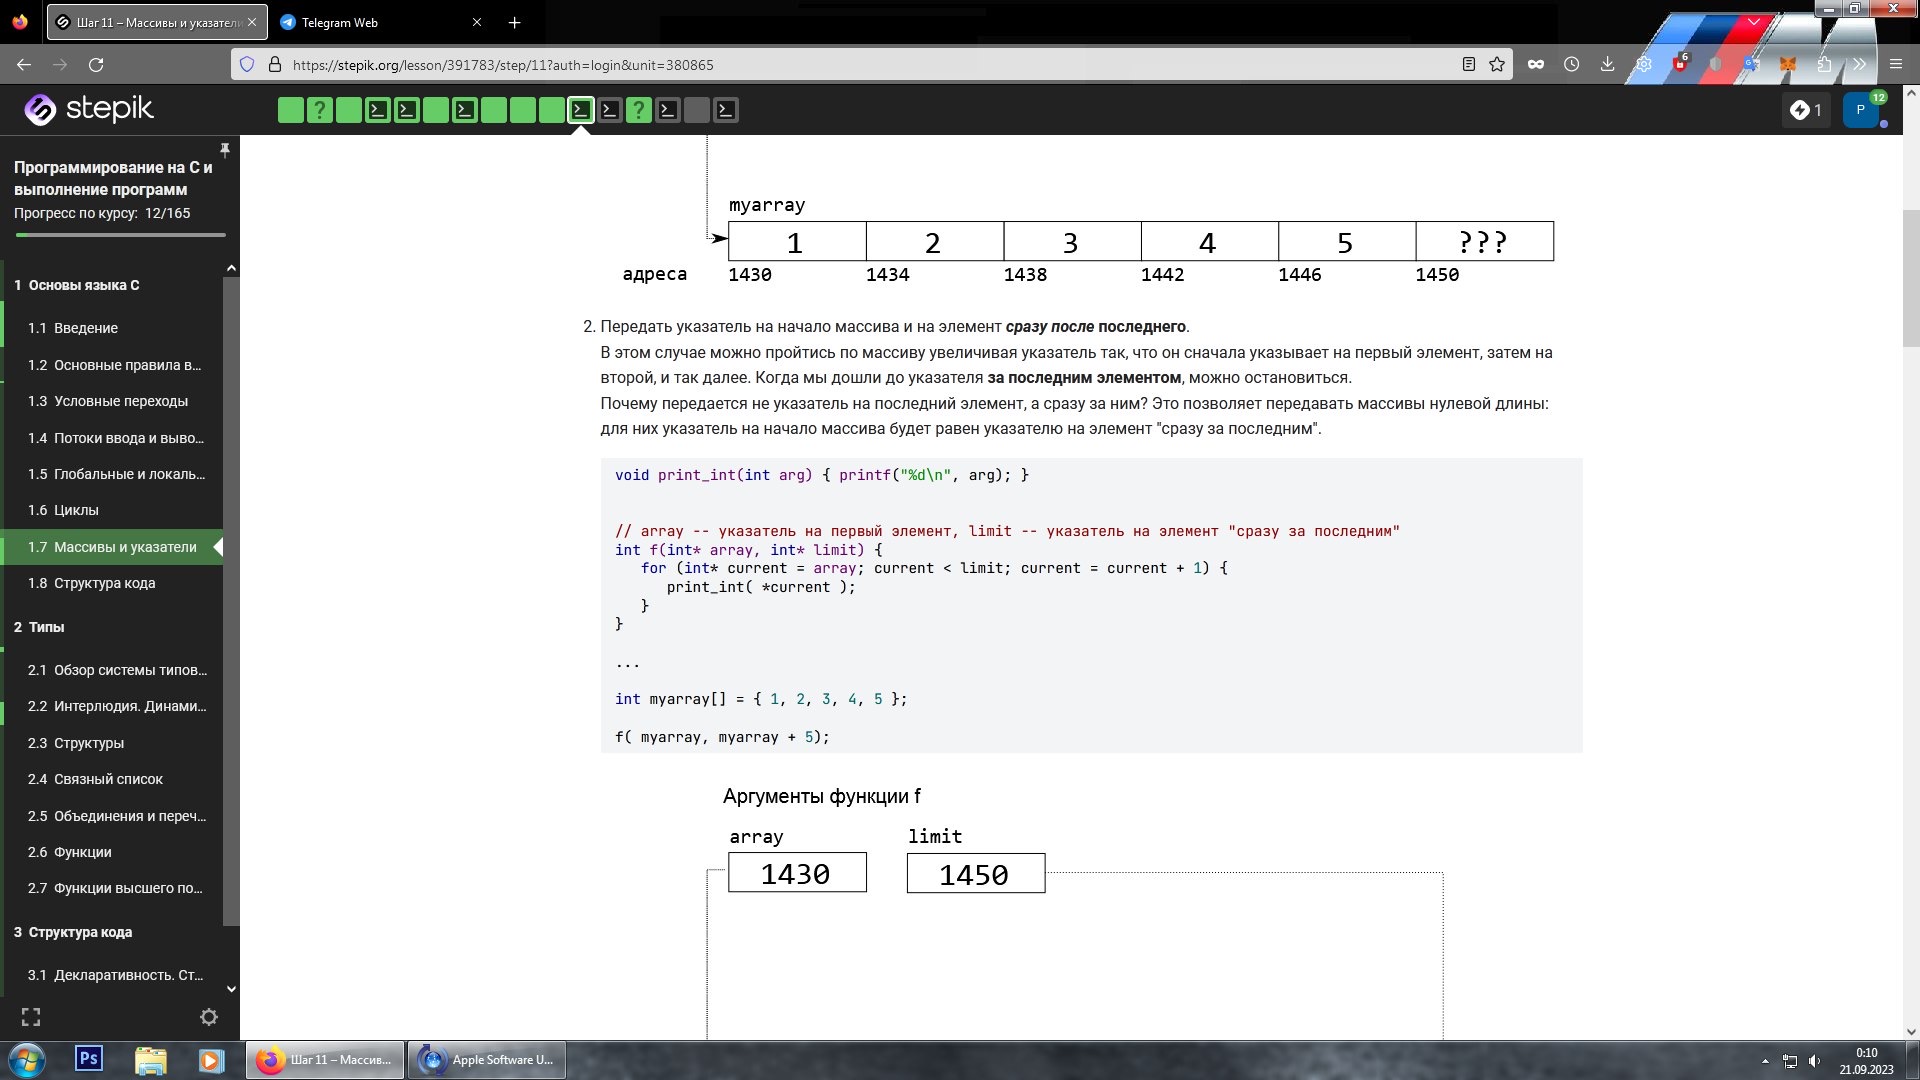 Шаг 11 – Массивы и указатели
Telegram Web
https://stepik.org/lesson/391783/step/11?auth=login&unit=380865
6
stepik
?
?
1
P
12
Программирование на C и
выполнение программ
Прогресс по курсу: 12/165
1 Основы языка C
1.1 Введение
1.2 Основные правила в...
1.3 Условные переходы
1.4 Потоки ввода и выво...
1.5 Глобальные и локаль...
1.6 Циклы
1.7 Массивы и указатели
1.8 Структура кода
2 Типы
2.1 Обзор системы типов...
2.2 Интерлюдия. Динами...
2.3 Структуры
2.4 Связный список
2.5 Объединения и переч...
2.6 Функции
2.7 Функции высшего по...
3 Структура кода
3.1 Декларативность. Ст...
myarray
1 2 3 4 5 ???
адреса 1430 1434 1438 1442 1446 1450
2. Передать указатель на начало массива и на элемент сразу после последнего.
В этом случае можно пройтись по массиву увеличивая указатель так, что он сначала указывает на первый элемент, затем на
второй, и так далее. Когда мы дошли до указателя за последним элементом, можно остановиться.
Почему передается не указатель на последний элемент, а сразу за ним? Это позволяет передавать массивы нулевой длины:
для них указатель на начало массива будет равен указателю на элемент "сразу за последним".
void print_int(int arg) { printf("%d\n", arg); }
// array -- указатель на первый элемент, limit -- указатель на элемент "сразу за последним"
int f(int* array, int* limit) {
for (int* current = array; current < limit; current = current + 1) {
print_int( *current );
}
}
...
int myarray[] = { 1, 2, 3, 4, 5 };
f( myarray, myarray + 5);
Аргументы функции f
array limit
1430 1450
Ps
Шаг 11 – Массив...
Apple Software U...
0:10
21.09.2023